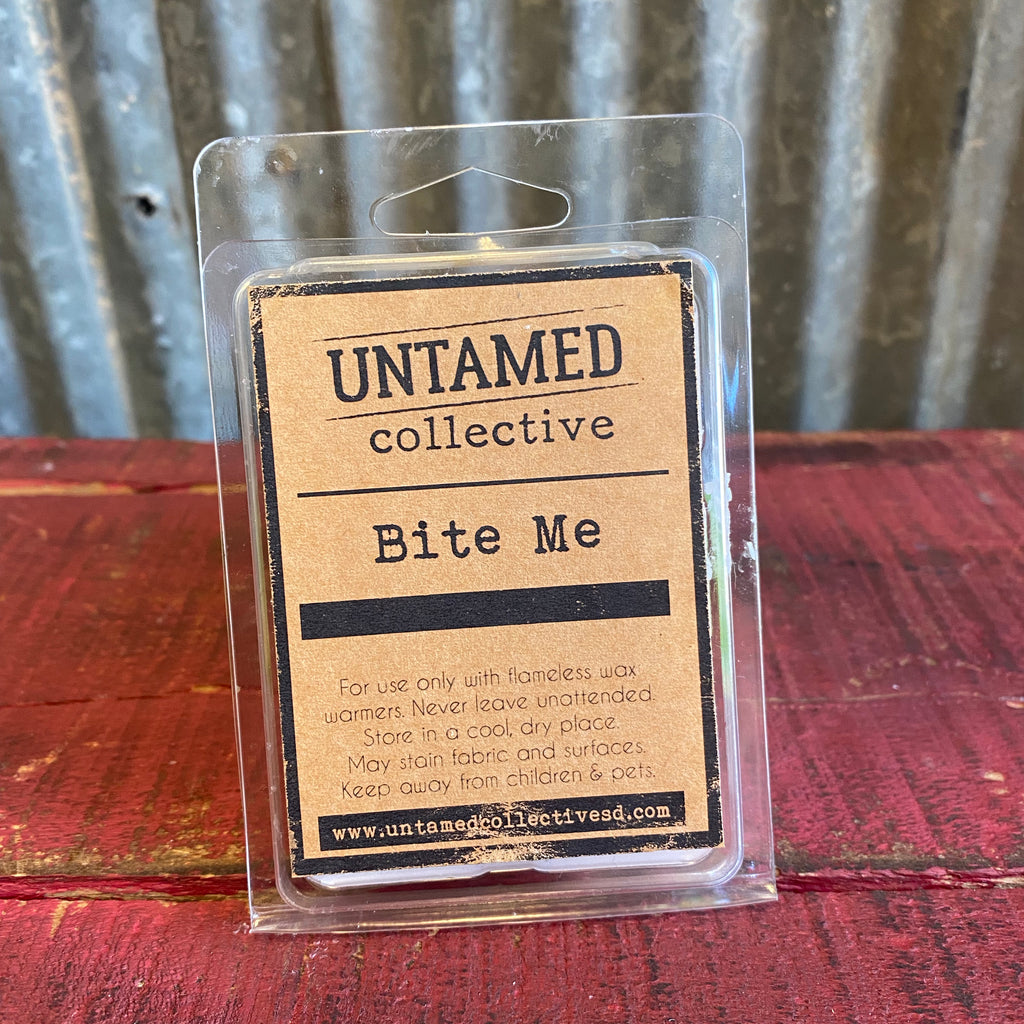 UNTAMED
collective
Bite Me
For use only with flameless wax
warmers. Never leave unattended.
Store in a cool, dry place.
May stain fabric and surfaces.
Keep away from children & pets.
www.untamedcollectivesd.com